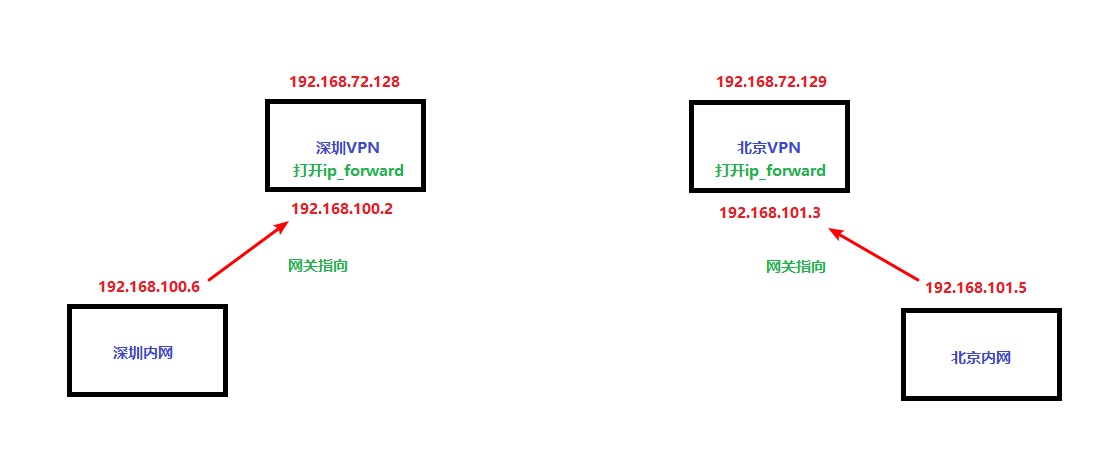 192.168.72.128
深圳VPN
打开ip_forward
192.168.100.2
网关指向
192.168.100.6
深圳内网
192.168.72.129
北京VPN
打开ip_forward
192.168.101.3
网关指向
192.168.101.5
北京内网